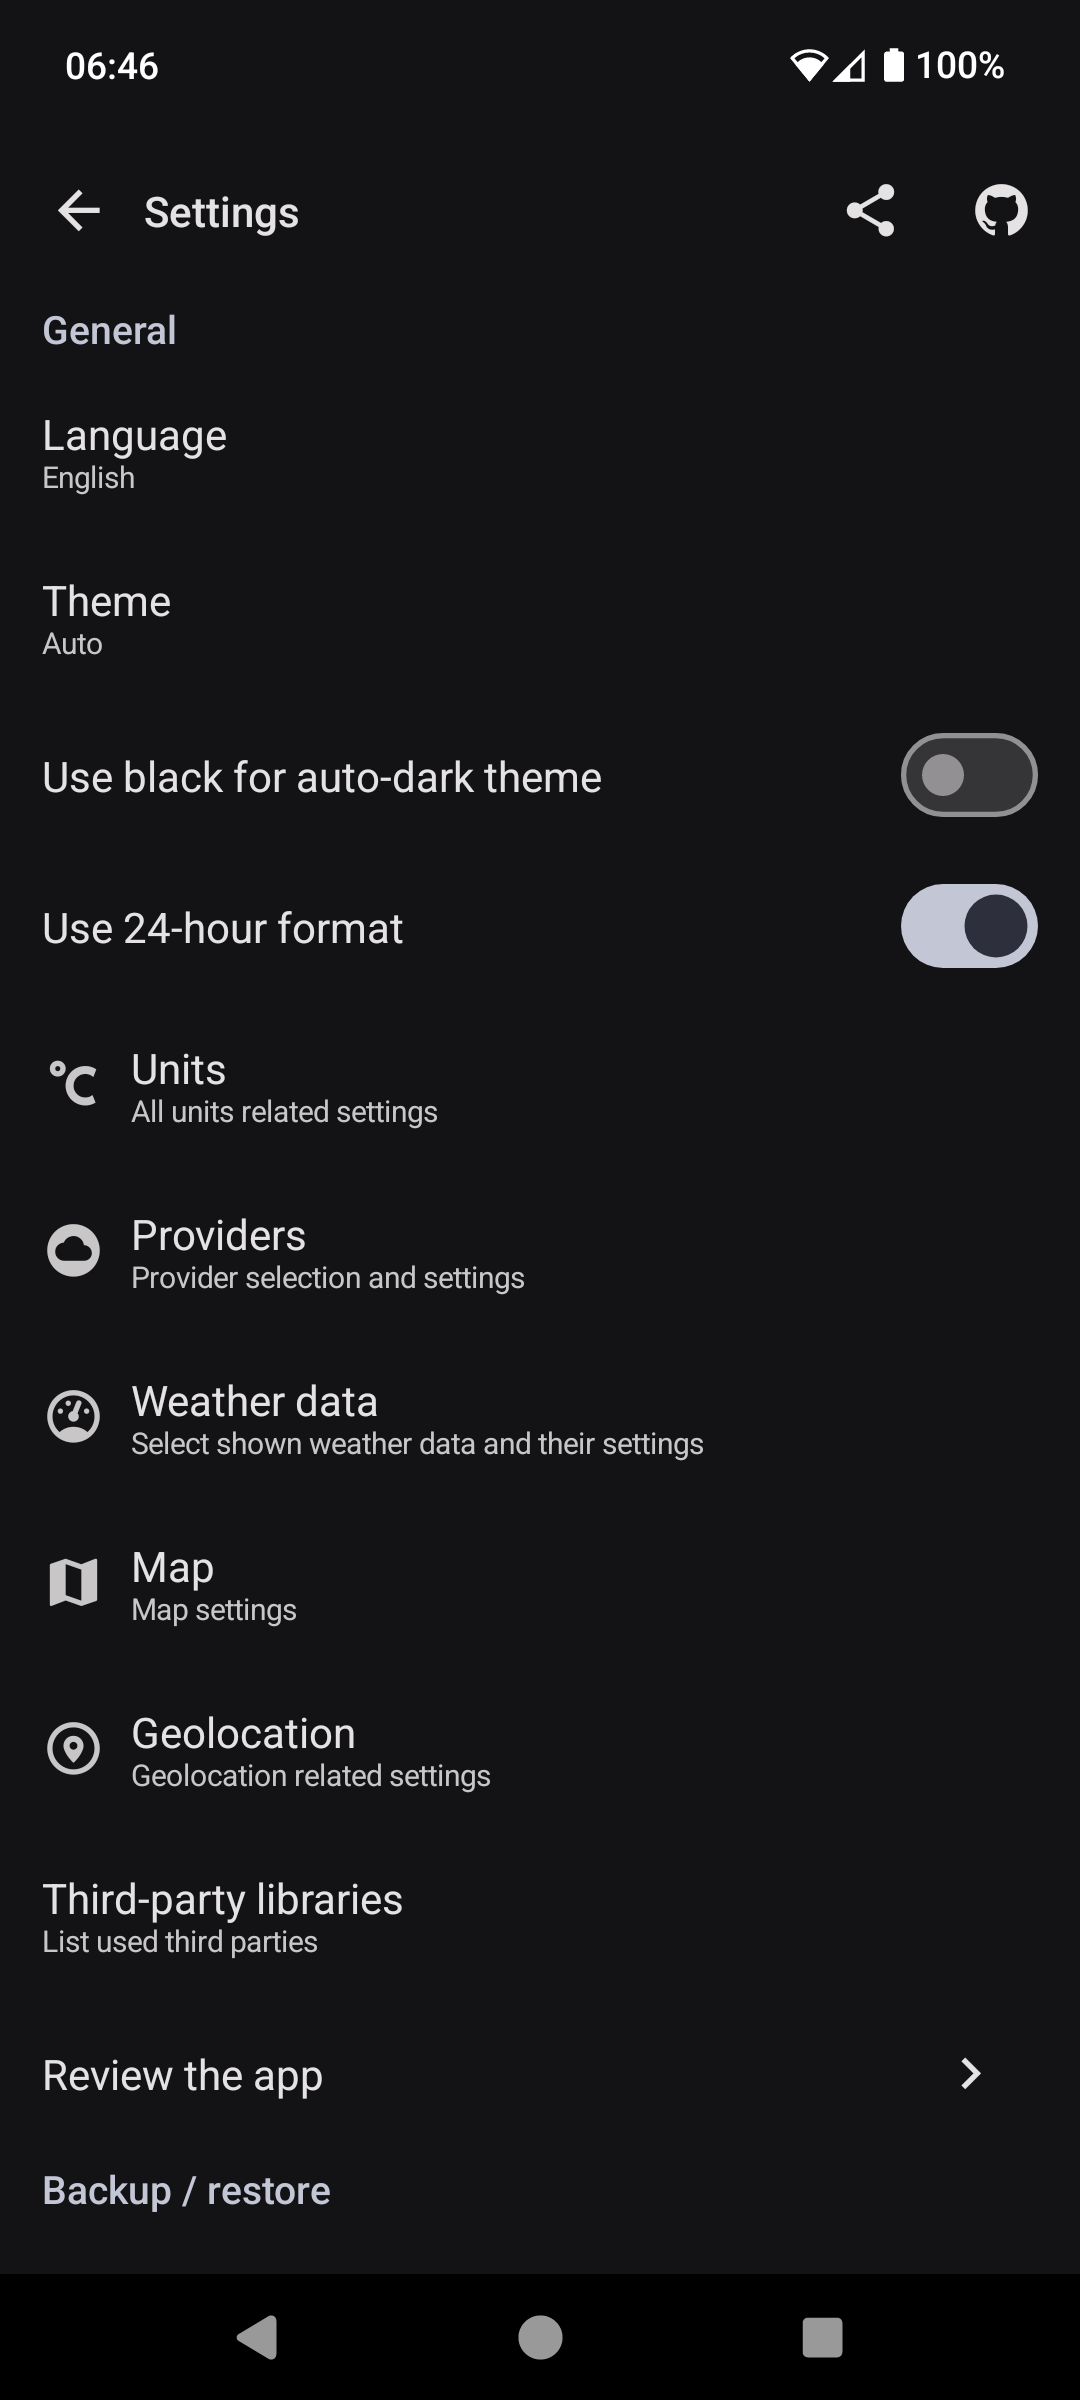 06:46
100%
Settings
General
Language
English
Theme
Auto
Use black for auto-dark theme
Use 24-hour format
°C
Units
All units related settings
Providers
Provider selection and settings
Weather data
Select shown weather data and their settings
Map
Map settings
Geolocation
Geolocation related settings
Third-party libraries
List used third parties
Review the app
Backup / restore